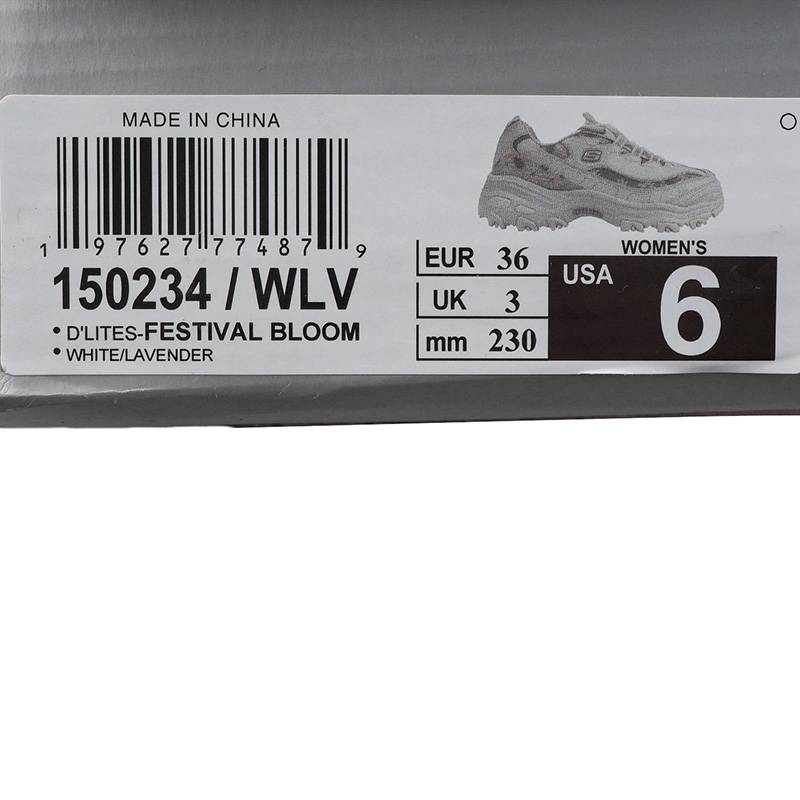 MADE IN CHINA
1 97627 77487 9
150234 / WLV
• D'LITES-FESTIVAL BLOOM
• WHITE/LAVENDER
S
EUR 36
UK 3
mm 230
WOMEN'S
USA 6